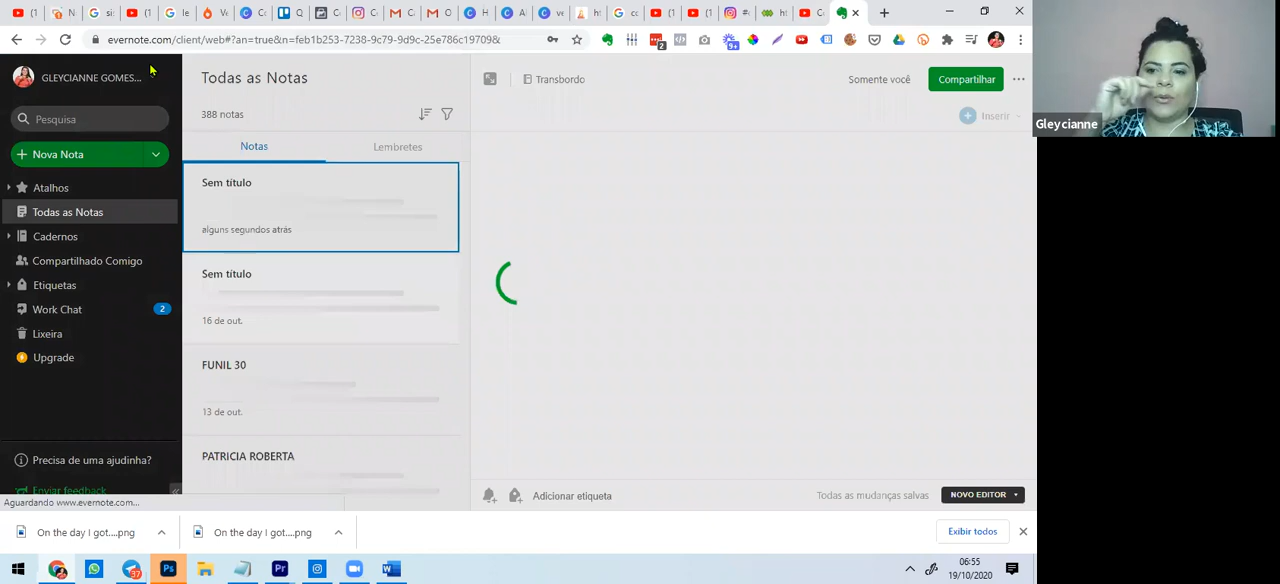 evernote.com/client/web#?an=true&n=feb1b253-7238-9c79-9d9c-25e786c19709&
GLEYCIANNE GOMES...
Pesquisa
Nova Nota
Atalhos
Todas as Notas
Cadernos
Compartilhado Comigo
Etiquetas
Work Chat
2
Lixeira
Upgrade
Precisa de uma ajudinha?
Enviar feedback
Aguardando www.evernote.com...
Todas as Notas
388 notas
Notas
Lembretes
Sem título
alguns segundos atrás
Sem título
16 de out.
FUNIL 30
13 de out.
PATRICIA ROBERTA
Transbordo
Somente você
Compartilhar
Inserir
Adicionar etiqueta
Todas as mudanças salvas
NOVO EDITOR
Gleycianne
On the day I got....png
On the day I got....png
Exibir todos
06:55
19/10/2020